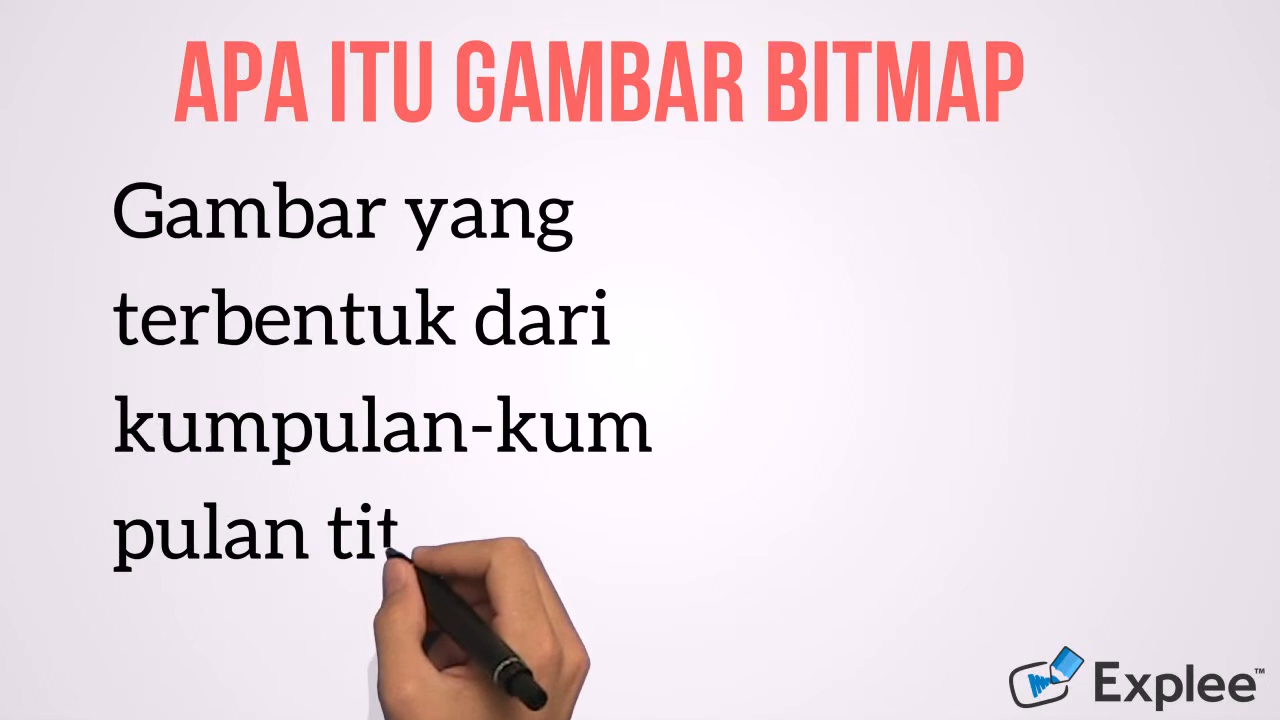 APA ITU GAMBAR BITMAP
Gambar yang
terbentuk dari
kumpulan-kum
pulan tit
Explee™